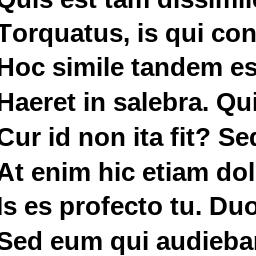 Quis est tam dissimile
Torquatus, is qui con
Hoc simile tandem es
Haeret in salebra. Qui
Cur id non ita fit? Sed
At enim hic etiam dol
Is es profecto tu. Duo
Sed eum qui audiebar